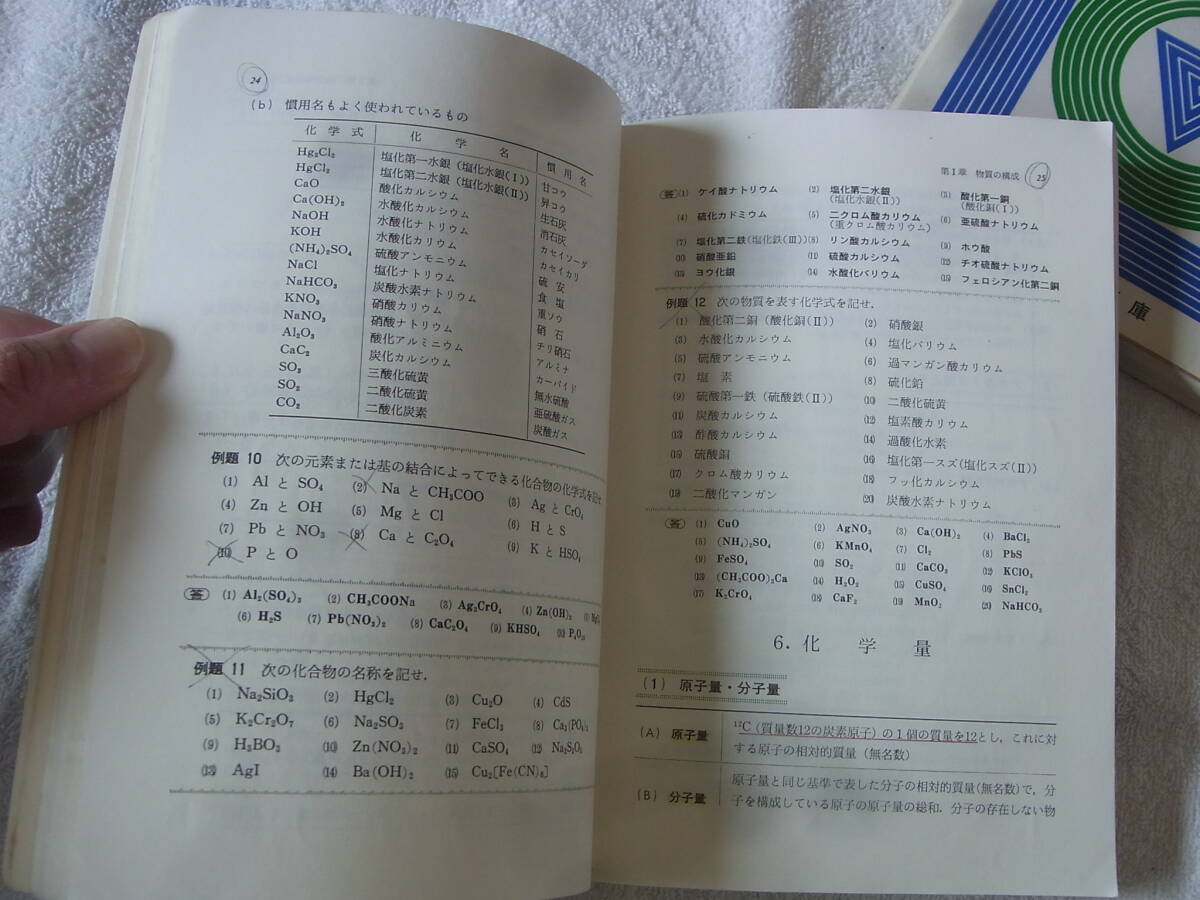 24
(b) 慣用名もよく使われているもの
化学式 化学名 慣用名
Hg₂Cl₂ 塩化第一水銀(塩化水銀(Ⅰ)) 甘コウ
HgCl₂ 塩化第二水銀(塩化水銀(Ⅱ)) 昇コウ
CaO 酸化カルシウム 生石灰
Ca(OH)₂ 水酸化カルシウム 消石灰
NaOH 水酸化ナトリウム カセイソーダ
KOH 水酸化カリウム カセイカリ
(NH₄)₂SO₄ 硫酸アンモニウム 硫安
NaCl 塩化ナトリウム 食塩
NaHCO₃ 炭酸水素ナトリウム 重ソウ
KNO₃ 硝酸カリウム 硝石
NaNO₃ 硝酸ナトリウム チリ硝石
Al₂O₃ 酸化アルミニウム アルミナ
CaC₂ 炭化カルシウム カーバイド
SO₃ 三酸化硫黄 無水硫酸
SO₂ 二酸化硫黄 亜硫酸ガス
CO₂ 二酸化炭素 炭酸ガス
例題 10 次の元素または基の結合によってできる化合物の化学式を記せ
(1) Al と SO₄ (2) Na と CH₃COO (3) Ag と CrO₄
(4) Zn と OH (5) Mg と Cl (6) H と S
(7) Pb と NO₃ (8) Ca と C₂O₄ (9) K と HSO₄
(10) P と O
答 (1) Al₂(SO₄)₃ (2) CH₃COONa (3) Ag₂CrO₄ (4) Zn(OH)₂
(6) H₂S (7) Pb(NO₃)₂ (8) CaC₂O₄ (9) KHSO₄ (10) P₄O₁₀
例題 11 次の化合物の名称を記せ.
(1) Na₂SiO₃ (2) HgCl₂ (3) Cu₂O (4) CdS
(5) K₂Cr₂O₇ (6) Na₂SO₃ (7) FeCl₃ (8) Ca₃(PO₄)₂
(9) H₃BO₃ (10) Zn(NO₃)₂ (11) CaSO₄ (12) Na₂S₂O₃
(13) AgI (14) Ba(OH)₂ (15) Cu₂[Fe(CN)₆]
第1章 物質の構成 25
答 (1) ケイ酸ナトリウム (2) 塩化第二水銀 (3) 酸化第一銅
(塩化水銀(Ⅱ)) (酸化銅(Ⅰ))
(4) 硫化カドミウム (5) 二クロム酸カリウム (6) 亜硫酸ナトリウム
(重クロム酸カリウム)
(7) 塩化第二鉄(塩化鉄(Ⅲ)) (8) リン酸カルシウム (9) ホウ酸
(10) 硝酸亜鉛 (11) 硫酸カルシウム (12) チオ硫酸ナトリウム
(13) ヨウ化銀 (14) 水酸化バリウム (15) フェロシアン化第二銅
例題 12 次の物質を表す化学式を記せ.
(1) 酸化第二銅(酸化銅(Ⅱ)) (2) 硝酸銀
(3) 水酸化カルシウム (4) 塩化バリウム
(5) 硫酸アンモニウム (6) 過マンガン酸カリウム
(7) 塩素 (8) 硫化鉛
(9) 硫酸第一鉄(硫酸鉄(Ⅱ)) (10) 二酸化硫黄
(11) 炭酸カルシウム (12) 塩素酸カリウム
(13) 酢酸カルシウム (14) 過酸化水素
(15) 硫酸銅 (16) 塩化第一スズ(塩化スズ(Ⅱ))
(17) クロム酸カリウム (18) フッ化カルシウム
(19) 二酸化マンガン (20) 炭酸水素ナトリウム
答 (1) CuO (2) AgNO₃ (3) Ca(OH)₂ (4) BaCl₂
(5) (NH₄)₂SO₄ (6) KMnO₄ (7) Cl₂ (8) PbS
(9) FeSO₄ (10) SO₂ (11) CaCO₃ (12) KClO₃
(13) (CH₃COO)₂Ca (14) H₂O₂ (15) CuSO₄ (16) SnCl₂
(17) K₂CrO₄ (18) CaF₂ (19) MnO₂ (20) NaHCO₃
6. 化学量
(1) 原子量・分子量
(A) 原子量 ¹²C(質量数12の炭素原子)の1個の質量を12とし,これに対
する原子の相対的質量(無名数)
(B) 分子量 原子量と同じ基準で表した分子の相対的質量(無名数)で,分
子を構成している原子の原子量の総和.分子の存在しない物
庫